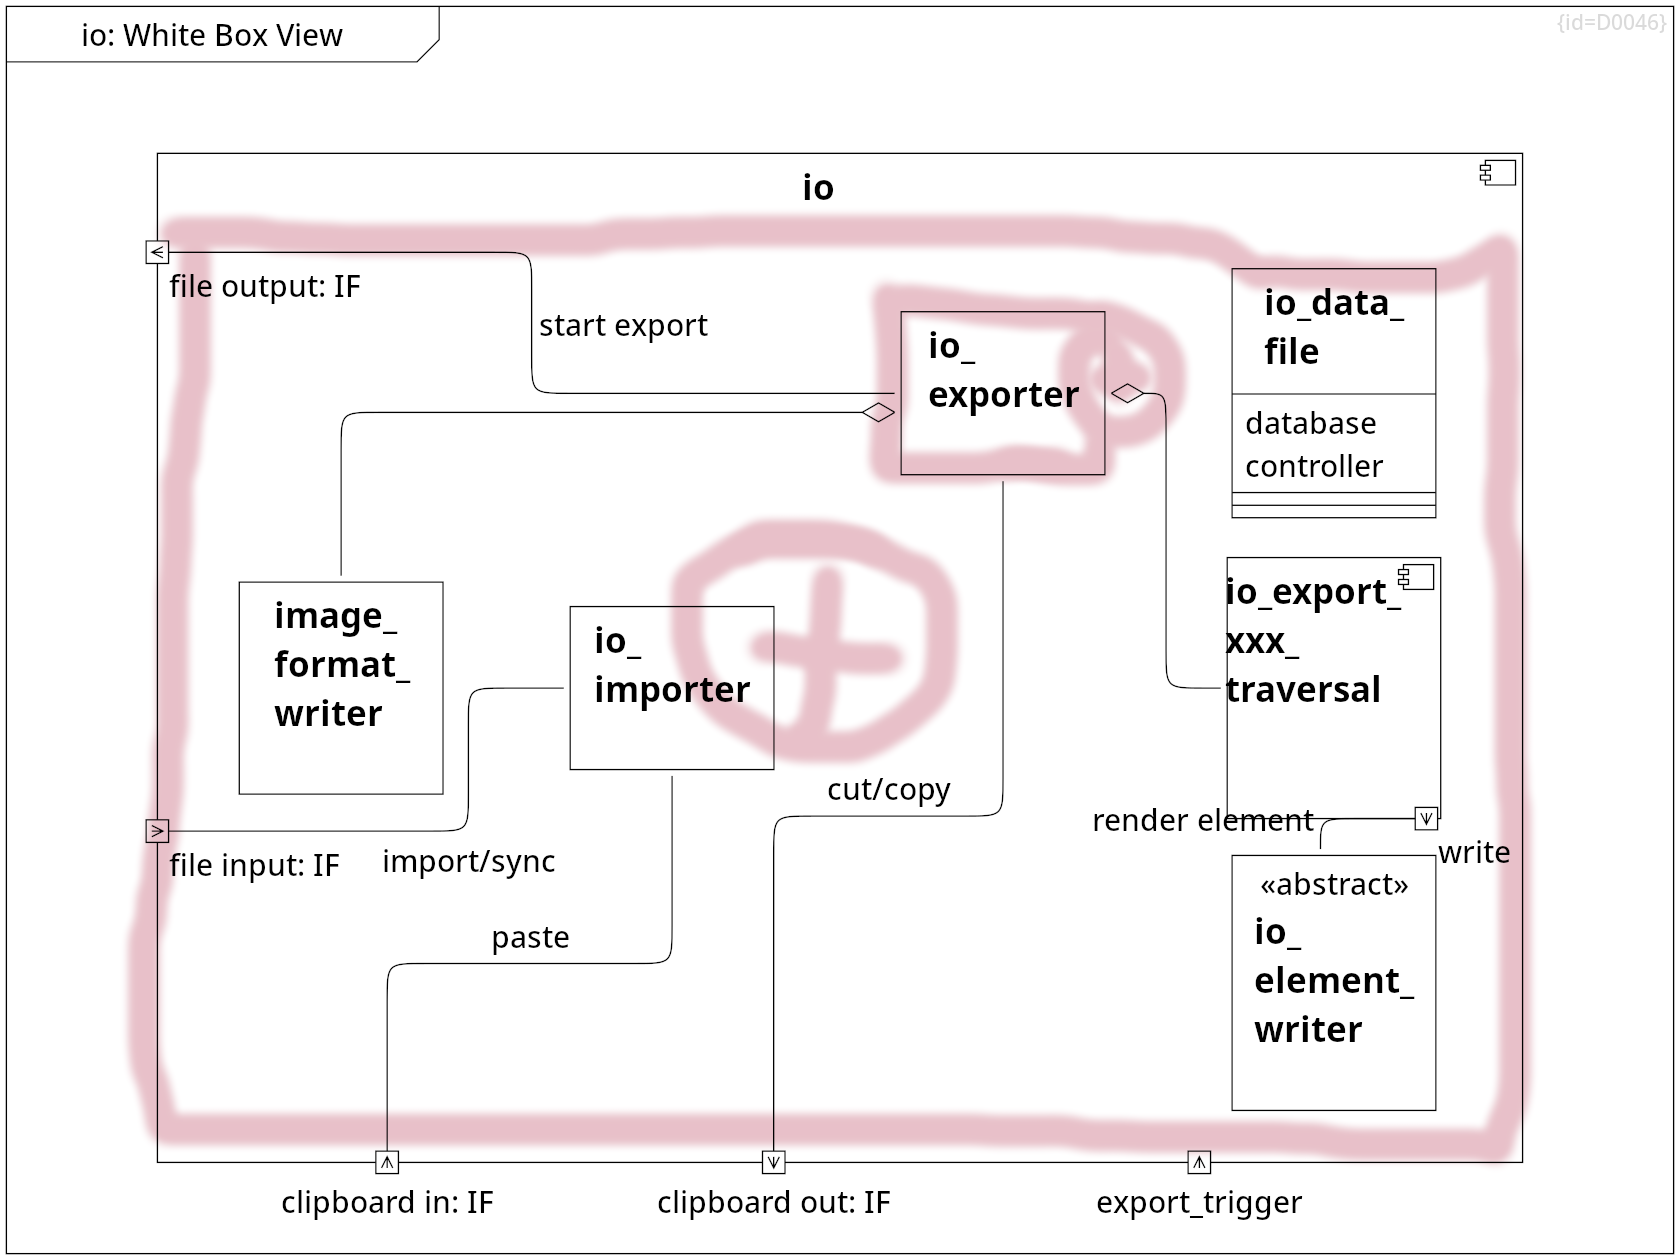 io: White Box View
{id=D0046}
io
file output: IF
start export
io_
exporter
io_data_
file
database
controller
image_
format_
writer
io_
importer
io_export_
xxx_
traversal
cut/copy
render element
write
file input: IF
import/sync
«abstract»
io_
element_
writer
paste
clipboard in: IF
clipboard out: IF
export_trigger